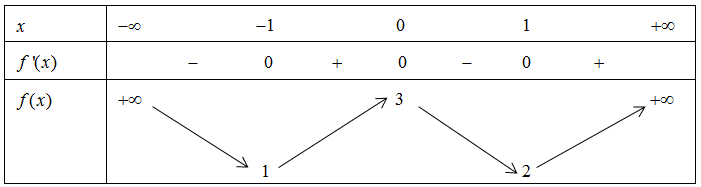 x −∞ −1 0 1 +∞
f'(x) − 0 + 0 − 0 +
f(x) +∞ 3 +∞
1 2